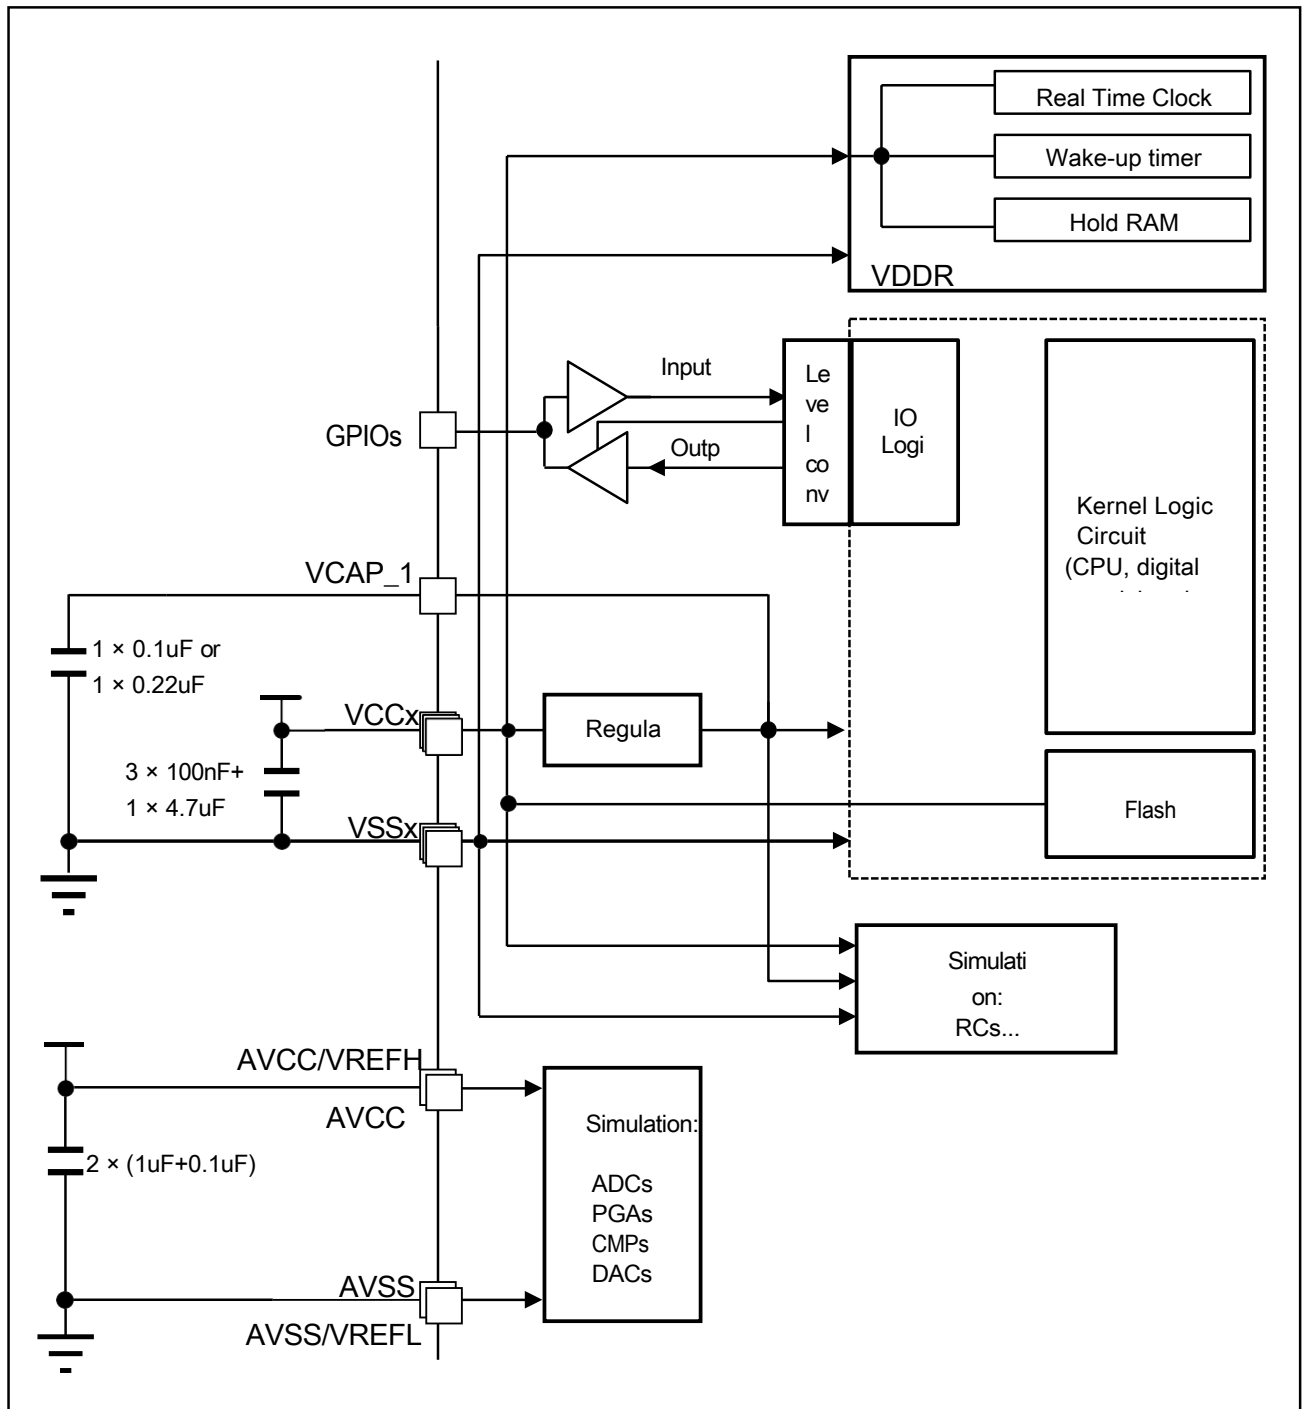 Real Time Clock
Wake-up timer
Hold RAM
VDDR
Input
Le
ve
l
co
nv
IO
Logi
GPIOs
Outp
Kernel Logic
Circuit
(CPU, digital
VCAP_1
1 × 0.1uF or
1 × 0.22uF
VCCx
Regula
3 × 100nF+
1 × 4.7uF
VSSx
Flash
Simulati
on:
RCs...
AVCC/VREFH
AVCC
Simulation:
2 × (1uF+0.1uF)
ADCs
PGAs
CMPs
DACs
AVSS
AVSS/VREFL